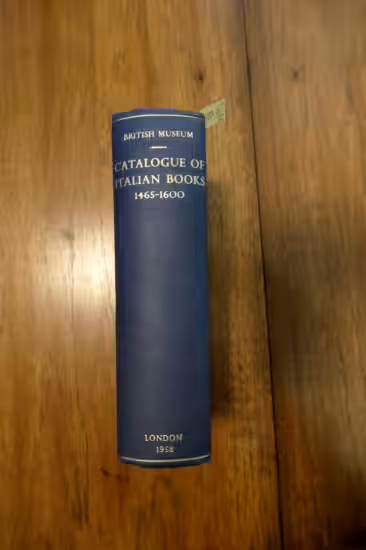 BRITISH MUSEUM
CATALOGUE OF
ITALIAN BOOKS
1465-1600
LONDON
1958